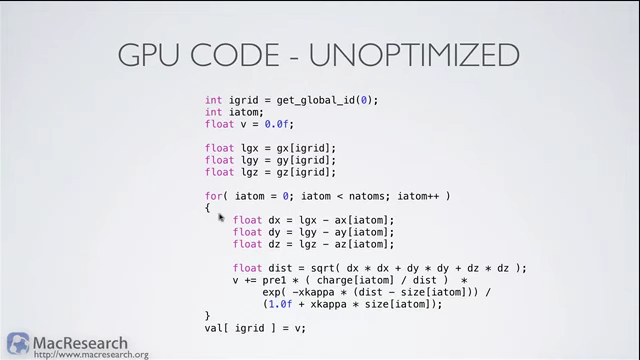 GPU CODE - UNOPTIMIZED
int igrid = get_global_id(0);
int iatom;
float v = 0.0f;
float lgx = gx[igrid];
float lgy = gy[igrid];
float lgz = gz[igrid];
for( iatom = 0; iatom < natoms; iatom++ )
{
float dx = lgx - ax[iatom];
float dy = lgy - ay[iatom];
float dz = lgz - az[iatom];
float dist = sqrt( dx * dx + dy * dy + dz * dz );
v += pre1 * ( charge[iatom] / dist ) *
exp( -xkappa * (dist - size[iatom])) /
(1.0f + xkappa * size[iatom]);
}
val[ igrid ] = v;
MacResearch
http://www.macresearch.org